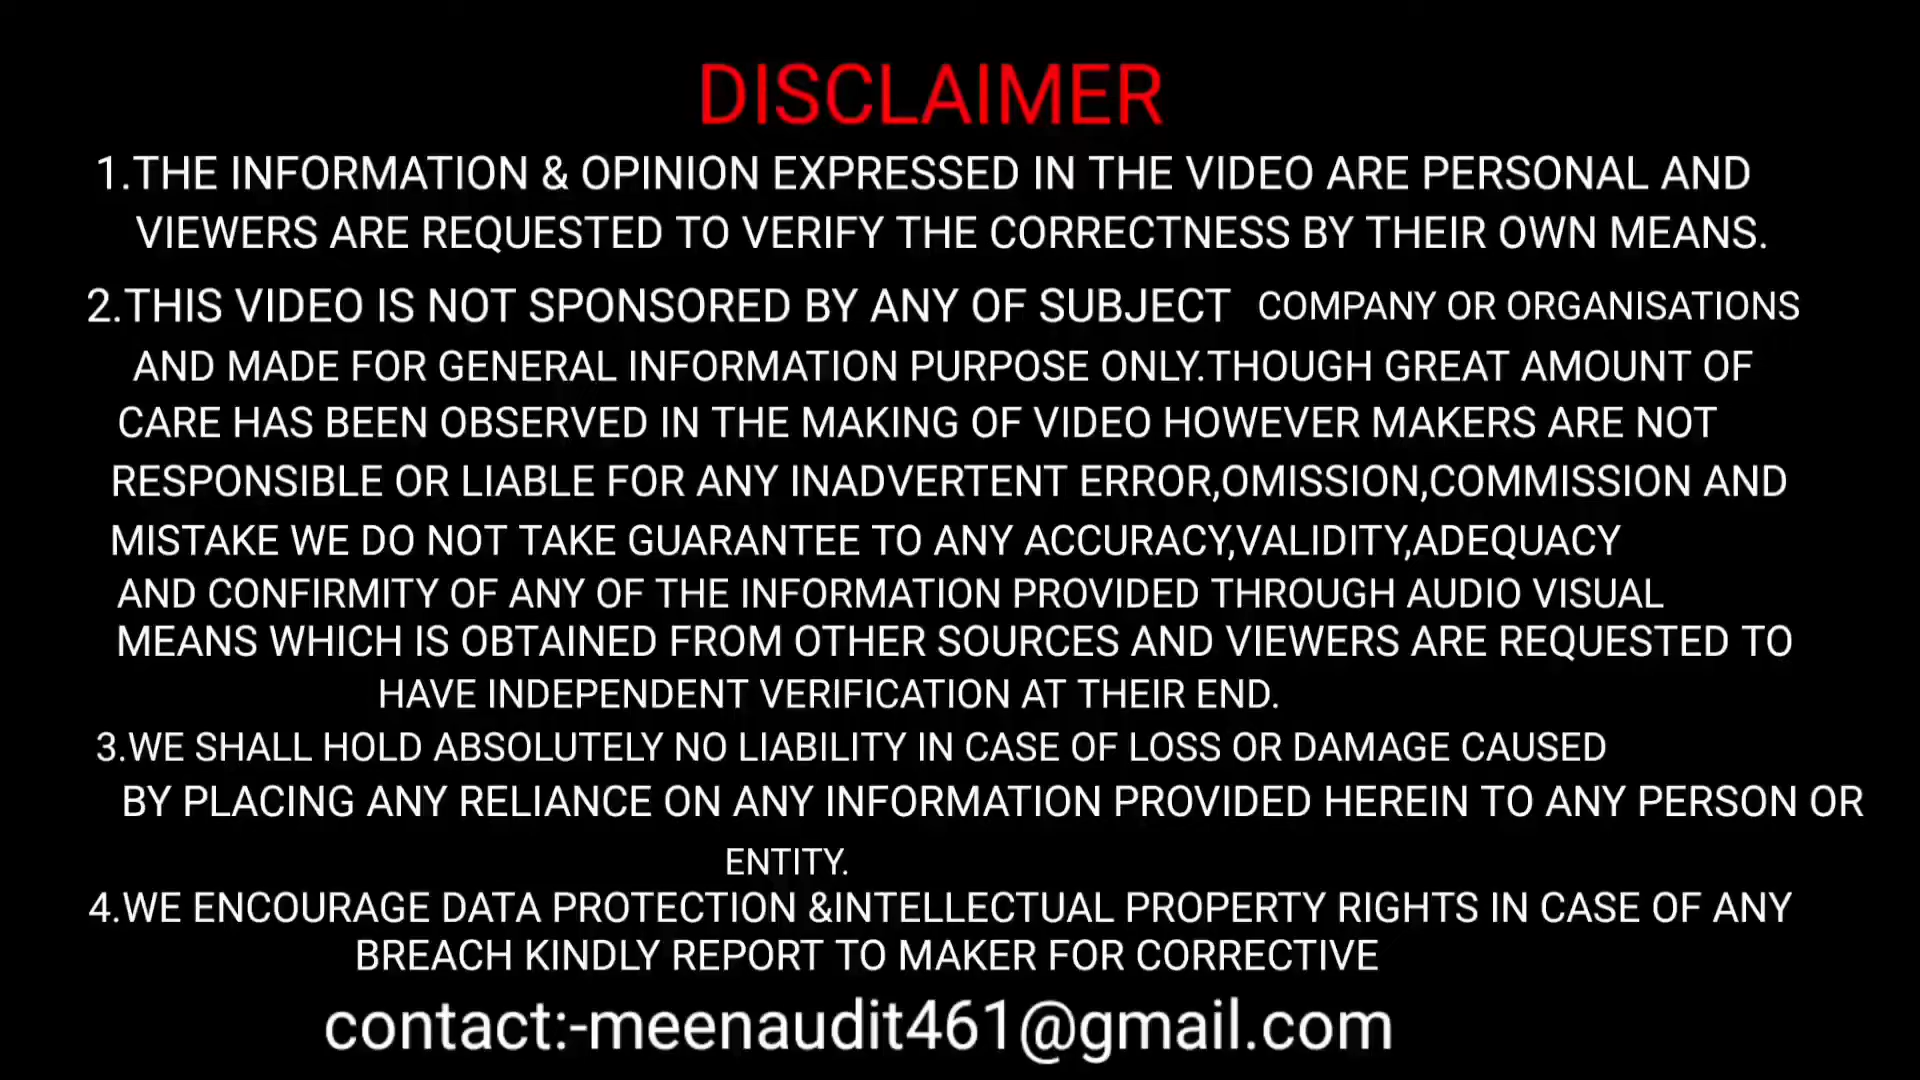 DISCLAIMER
1.THE INFORMATION & OPINION EXPRESSED IN THE VIDEO ARE PERSONAL AND
VIEWERS ARE REQUESTED TO VERIFY THE CORRECTNESS BY THEIR OWN MEANS.
2.THIS VIDEO IS NOT SPONSORED BY ANY OF SUBJECT COMPANY OR ORGANISATIONS
AND MADE FOR GENERAL INFORMATION PURPOSE ONLY.THOUGH GREAT AMOUNT OF
CARE HAS BEEN OBSERVED IN THE MAKING OF VIDEO HOWEVER MAKERS ARE NOT
RESPONSIBLE OR LIABLE FOR ANY INADVERTENT ERROR,OMISSION,COMMISSION AND
MISTAKE WE DO NOT TAKE GUARANTEE TO ANY ACCURACY,VALIDITY,ADEQUACY
AND CONFIRMITY OF ANY OF THE INFORMATION PROVIDED THROUGH AUDIO VISUAL
MEANS WHICH IS OBTAINED FROM OTHER SOURCES AND VIEWERS ARE REQUESTED TO
HAVE INDEPENDENT VERIFICATION AT THEIR END.
3.WE SHALL HOLD ABSOLUTELY NO LIABILITY IN CASE OF LOSS OR DAMAGE CAUSED
BY PLACING ANY RELIANCE ON ANY INFORMATION PROVIDED HEREIN TO ANY PERSON OR
ENTITY.
4.WE ENCOURAGE DATA PROTECTION &INTELLECTUAL PROPERTY RIGHTS IN CASE OF ANY
BREACH KINDLY REPORT TO MAKER FOR CORRECTIVE
contact:-meenaudit461@gmail.com